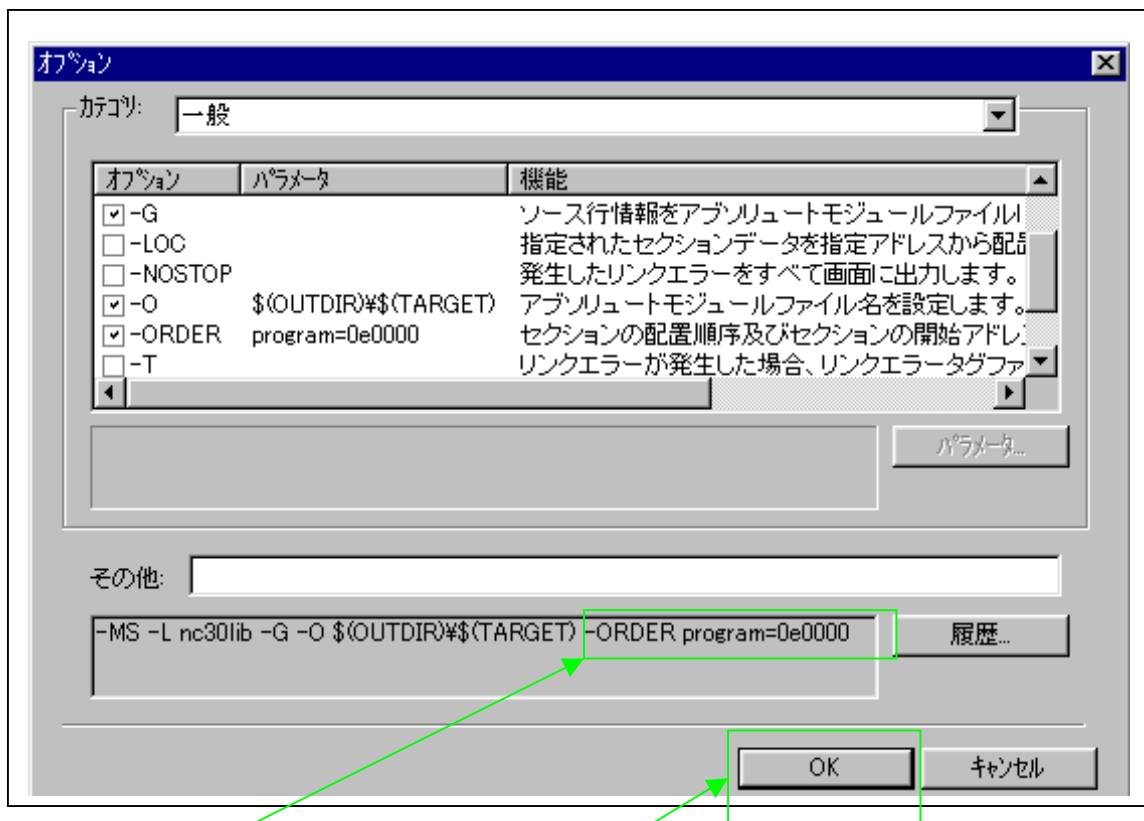 オプション
カテゴリ: 一般
オプション パラメータ 機能
-G ソース行情報をアブソリュートモジュールファイル
-LOC 指定されたセクションデータを指定アドレスから配
-NOSTOP 発生したリンクエラーをすべて画面に出力します。
-O $(OUTDIR)¥$(TARGET) アブソリュートモジュールファイル名を設定します。
-ORDER program=0e0000 セクションの配置順序及びセクションの開始アドレ
-T リンクエラーが発生した場合、リンクエラータグファ
パラメータ...
その他:
-MS -L nc30lib -G -O $(OUTDIR)¥$(TARGET) -ORDER program=0e0000 履歴...
OK キャンセル